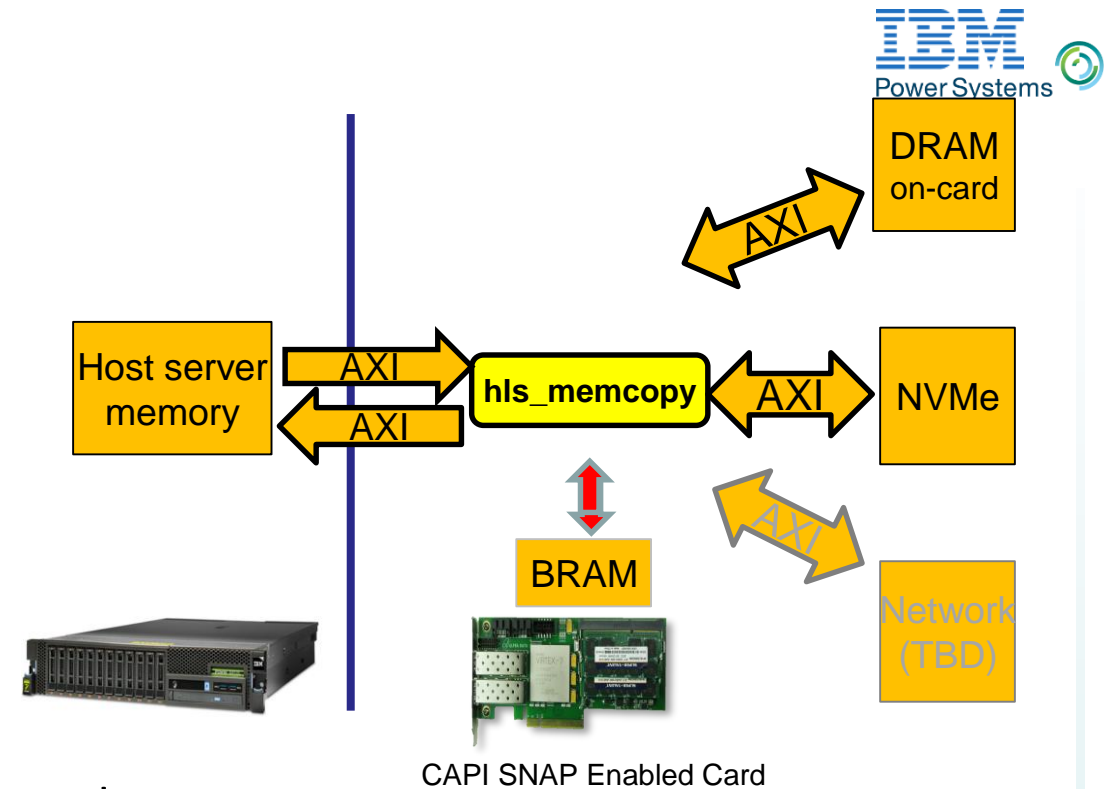 IBM
Power Systems
DRAM
on-card
AXI
Host server
memory
AXI
AXI
hls_memcopy
AXI
NVMe
AXI
BRAM
Network
(TBD)
CAPI SNAP Enabled Card